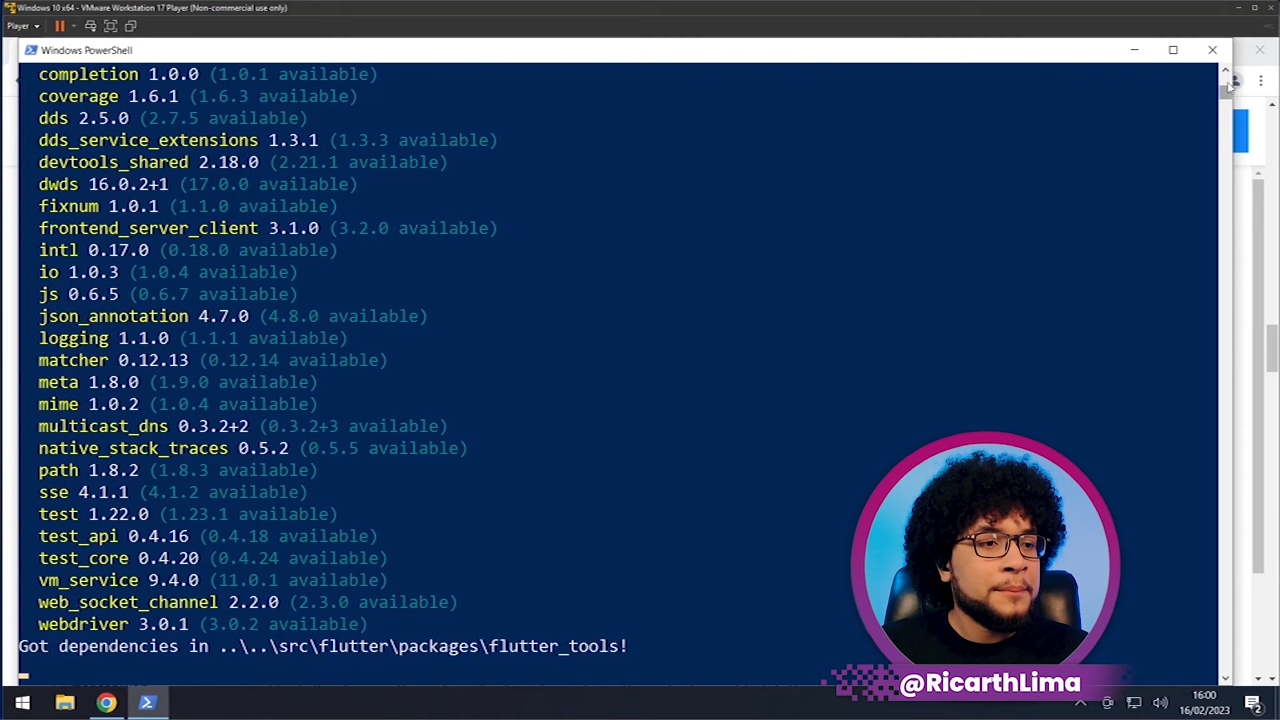 Windows 10 x64 - VMware Workstation 17 Player (Non-commercial use only)
Player
Windows PowerShell
completion 1.0.0 (1.0.1 available)
coverage 1.6.1 (1.6.3 available)
dds 2.5.0 (2.7.5 available)
dds_service_extensions 1.3.1 (1.3.3 available)
devtools_shared 2.18.0 (2.21.1 available)
dwds 16.0.2+1 (17.0.0 available)
fixnum 1.0.1 (1.1.0 available)
frontend_server_client 3.1.0 (3.2.0 available)
intl 0.17.0 (0.18.0 available)
io 1.0.3 (1.0.4 available)
js 0.6.5 (0.6.7 available)
json_annotation 4.7.0 (4.8.0 available)
logging 1.1.0 (1.1.1 available)
matcher 0.12.13 (0.12.14 available)
meta 1.8.0 (1.9.0 available)
mime 1.0.2 (1.0.4 available)
multicast_dns 0.3.2+2 (0.3.2+3 available)
native_stack_traces 0.5.2 (0.5.5 available)
path 1.8.2 (1.8.3 available)
sse 4.1.1 (4.1.2 available)
test 1.22.0 (1.23.1 available)
test_api 0.4.16 (0.4.18 available)
test_core 0.4.20 (0.4.24 available)
vm_service 9.4.0 (11.0.1 available)
web_socket_channel 2.2.0 (2.3.0 available)
webdriver 3.0.1 (3.0.2 available)
Got dependencies in ..\..\src\flutter\packages\flutter_tools!
@RicarthLima
16:00
16/02/2023
2